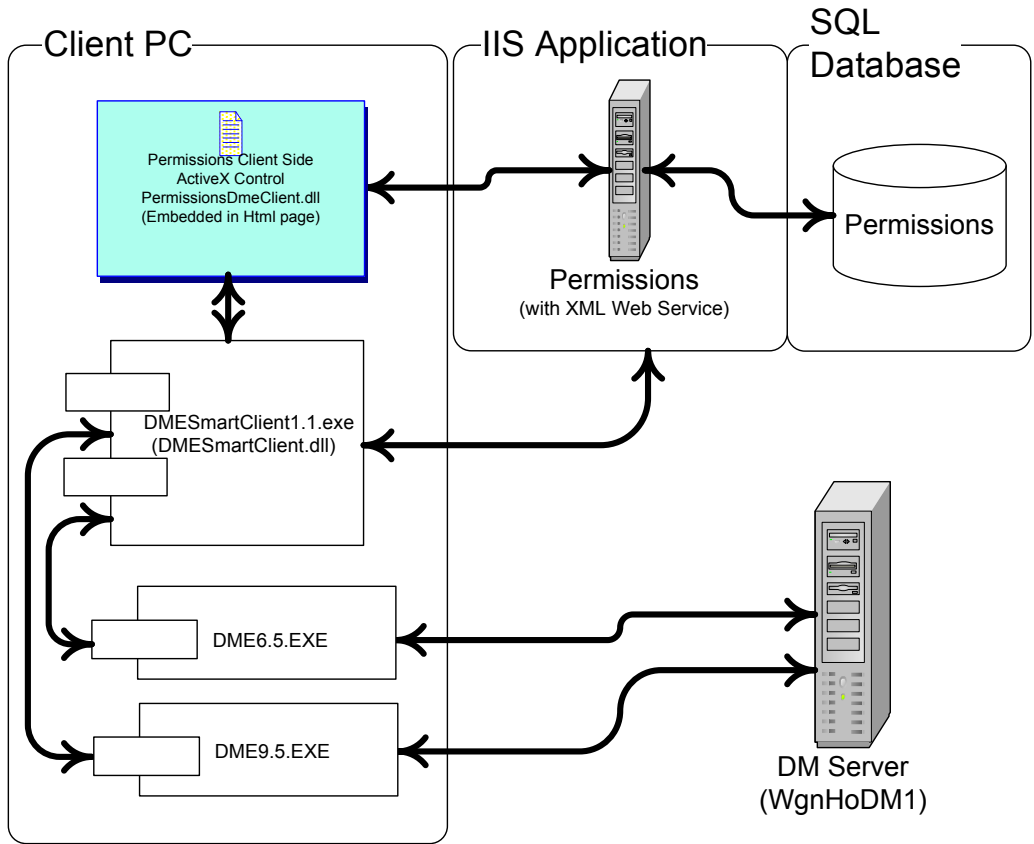 Client PC
IIS Application
SQL
Database
Permissions Client Side
ActiveX Control
PermissionsDmeClient.dll
(Embedded in Html page)
Permissions
(with XML Web Service)
Permissions
DMESmartClient1.1.exe
(DMESmartClient.dll)
DME6.5.EXE
DME9.5.EXE
DM Server
(WgnHoDM1)